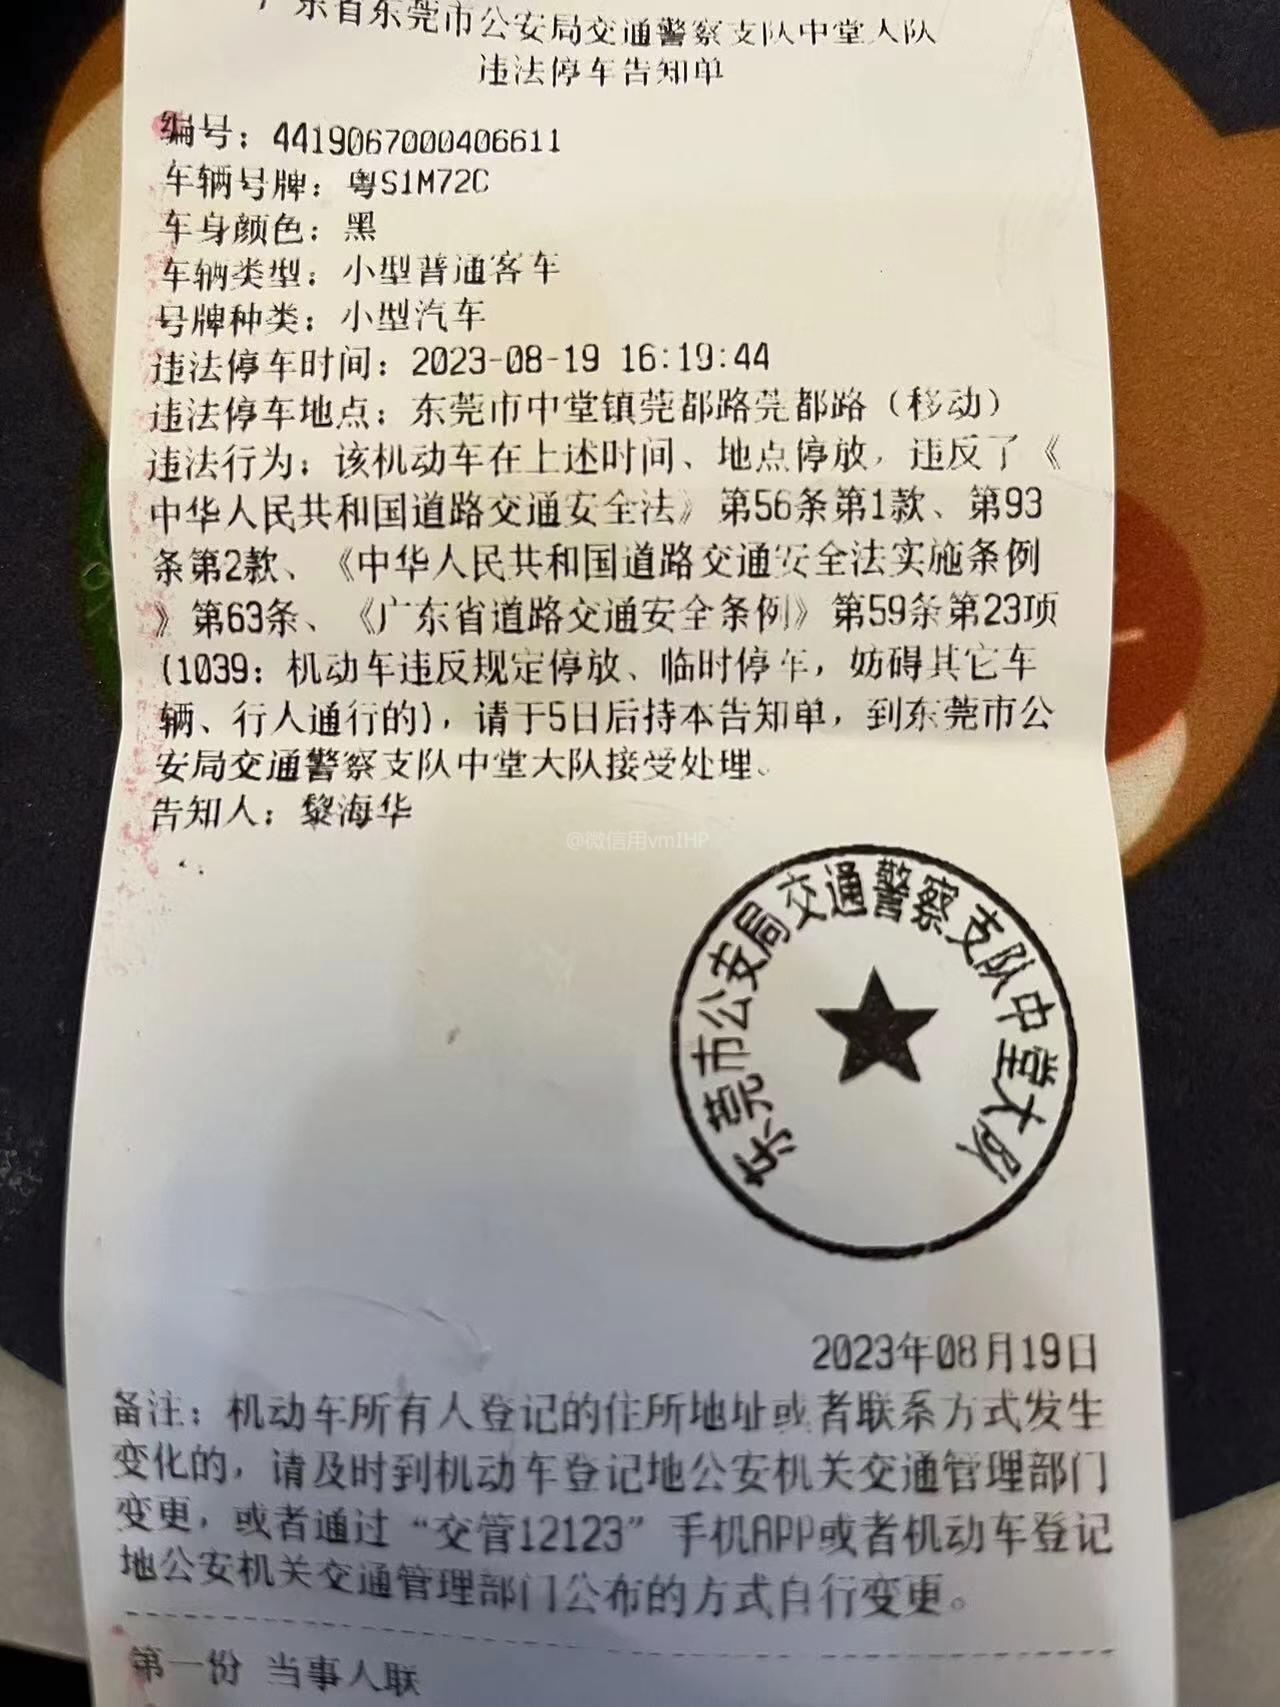 广东省东莞市公安局交通警察支队中堂大队
违法停车告知单
编号：4419067000406611
车辆号牌：粤S1M72C
车身颜色：黑
车辆类型：小型普通客车
号牌种类：小型汽车
违法停车时间：2023-08-19 16:19:44
违法停车地点：东莞市中堂镇莞都路莞都路（移动）
违法行为：该机动车在上述时间、地点停放，违反了《
中华人民共和国道路交通安全法》第56条第1款、第93
条第2款、《中华人民共和国道路交通安全法实施条例
》第63条、《广东省道路交通安全条例》第59条第23项
(1039：机动车违反规定停放、临时停车，妨碍其它车
辆、行人通行的)，请于5日后持本告知单，到东莞市公
安局交通警察支队中堂大队接受处理。
告知人：黎海华
@微信用vmIHP
东莞市公安局交通警察支队中堂大队
2023年08月19日
备注：机动车所有人登记的住所地址或者联系方式发生
变化的，请及时到机动车登记地公安机关交通管理部门
变更，或者通过“交管12123”手机APP或者机动车登记
地公安机关交通管理部门公布的方式自行变更。
第一份 当事人联